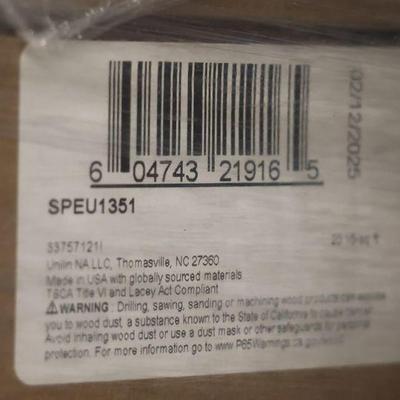 02/12/2025
6 04743 21916 5
SPEU1351
33757121I
Unilin NA LLC, Thomasville, NC 27360
Made in USA with globally sourced materials
TSCA Title VI and Lacey Act Compliant
⚠WARNING: Drilling, sawing, sanding or machining wood products can expose
you to wood dust, a substance known to the State of California to cause cancer.
Avoid inhaling wood dust or use a dust mask or other safeguards for personal
protection. For more information go to www.P65Warnings.ca.gov/wood